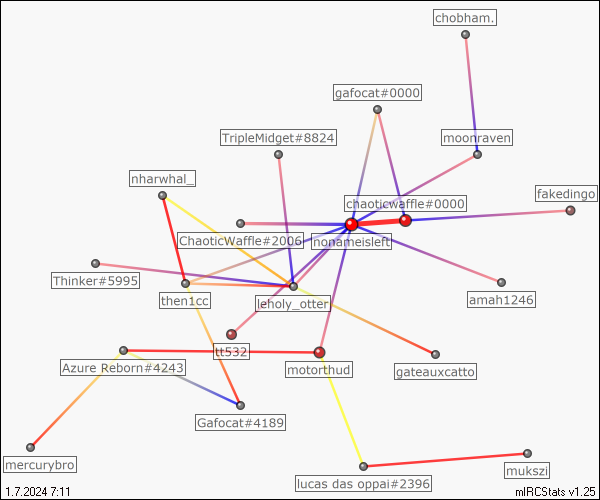 chobham.
gafocat#0000
TripleMidget#8824
moonraven
nharwhal_
fakedingo
chaoticwaffle#0000
ChaoticWaffle#2006
nonameisleft
Thinker#5995
then1cc
leholy_otter
amah1246
tt532
Azure Reborn#4243
motorthud
gateauxcatto
Gafocat#4189
mercurybro
mukszi
lucas das oppai#2396
1.7.2024 7:11
mIRCStats v1.25